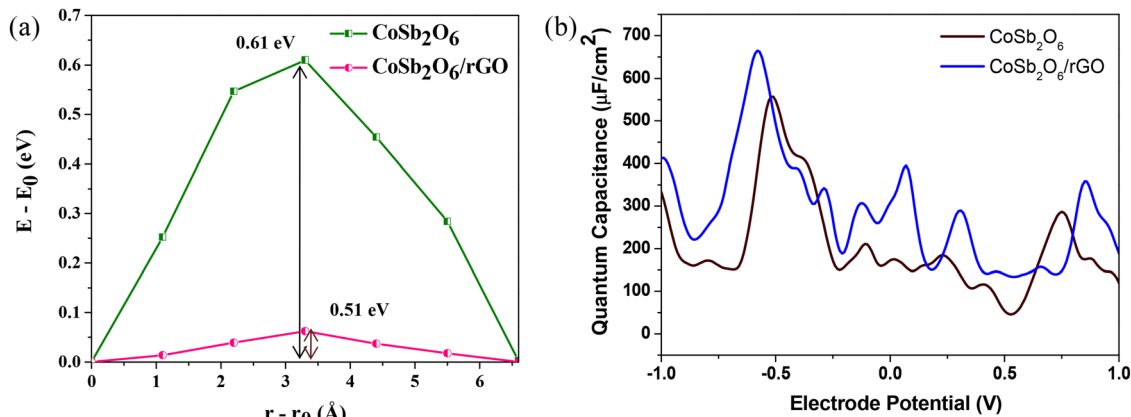 (a)
0.7
0.6
0.5
0.4
0.3
0.2
0.1
0.0
E - E₀ (eV)
0.61 eV
CoSb₂O₆
CoSb₂O₆/rGO
0.51 eV
0 1 2 3 4 5 6
r - r₀ (Å)
(b)
700
600
500
400
300
200
100
0
Quantum Capacitance (µF/cm²)
CoSb₂O₆
CoSb₂O₆/rGO
-1.0 -0.5 0.0 0.5 1.0
Electrode Potential (V)